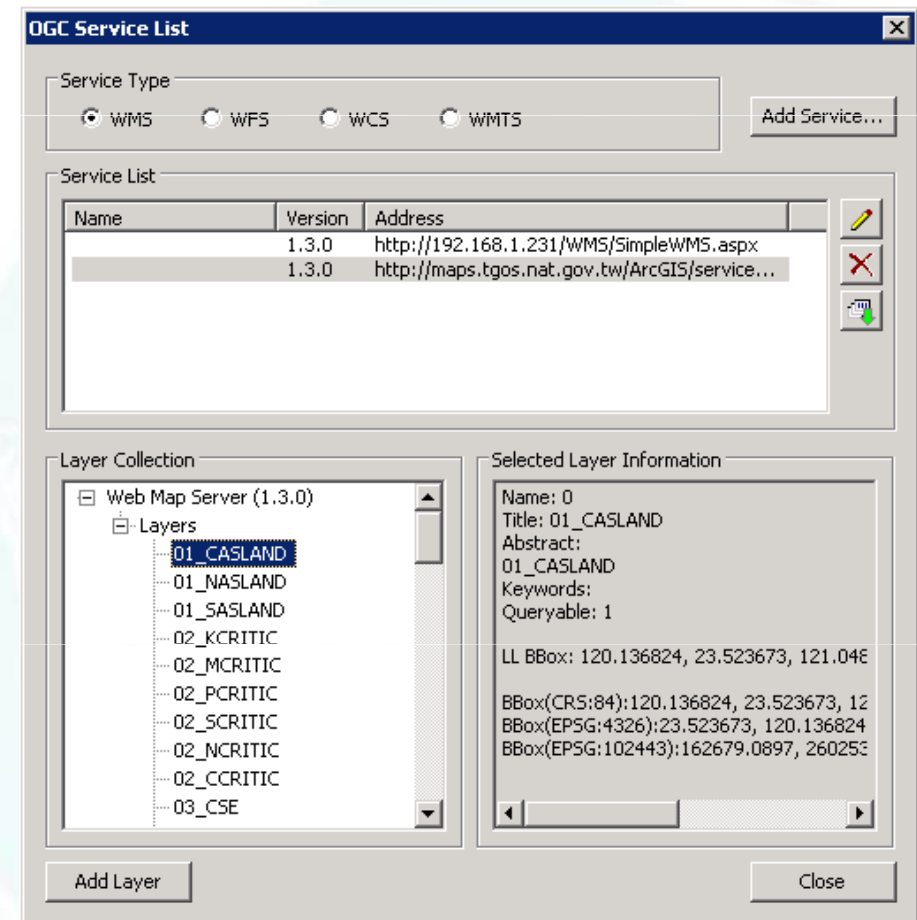 OGC Service List
Service Type
WMS WFS WCS WMTS
Add Service...
Service List
Name Version Address
1.3.0 http://192.168.1.231/WMS/SimpleWMS.aspx
1.3.0 http://maps.tgos.nat.gov.tw/ArcGIS/service...
Layer Collection
Web Map Server (1.3.0)
Layers
01_CASLAND
01_NASLAND
01_SASLAND
02_KCRITIC
02_MCRITIC
02_PCRITIC
02_SCRITIC
02_NCRITIC
02_CCRITIC
03_CSE
Selected Layer Information
Name: 0
Title: 01_CASLAND
Abstract:
01_CASLAND
Keywords:
Queryable: 1
LL BBox: 120.136824, 23.523673, 121.048
BBox(CRS:84):120.136824, 23.523673, 12
BBox(EPSG:4326):23.523673, 120.136824
BBox(EPSG:102443):162679.0897, 260253
Add Layer
Close